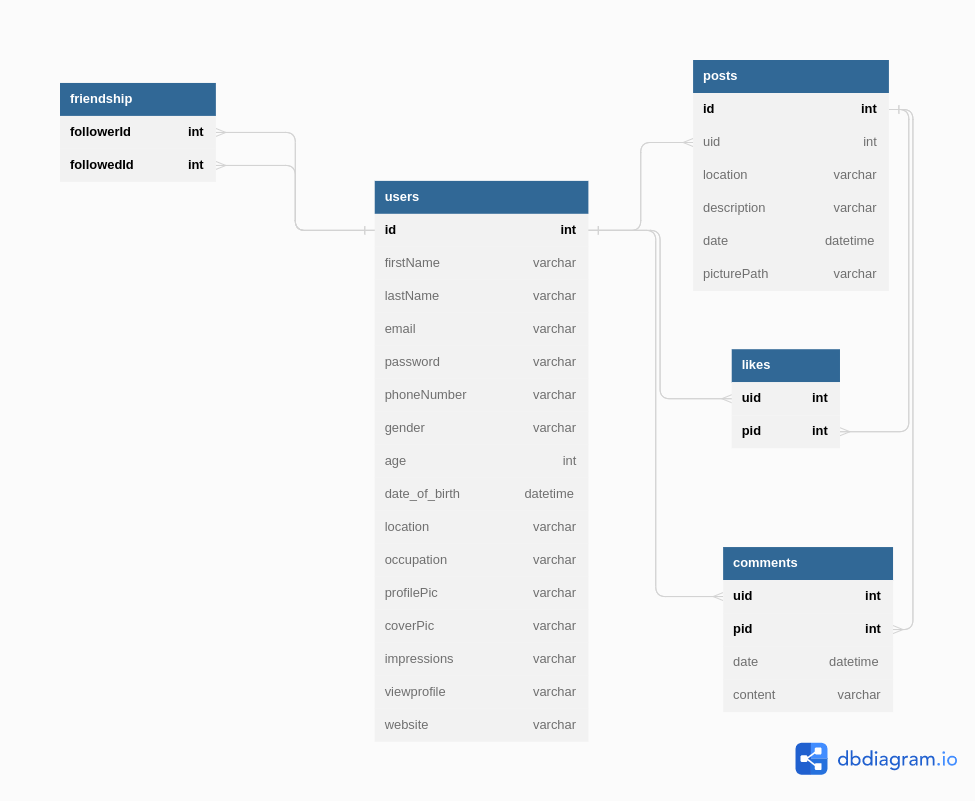 friendship
followerId int
followedId int
users
id int
firstName varchar
lastName varchar
email varchar
password varchar
phoneNumber varchar
gender varchar
age int
date_of_birth datetime
location varchar
occupation varchar
profilePic varchar
coverPic varchar
impressions varchar
viewprofile varchar
website varchar
posts
id int
uid int
location varchar
description varchar
date datetime
picturePath varchar
likes
uid int
pid int
comments
uid int
pid int
date datetime
content varchar
dbdiagram.io